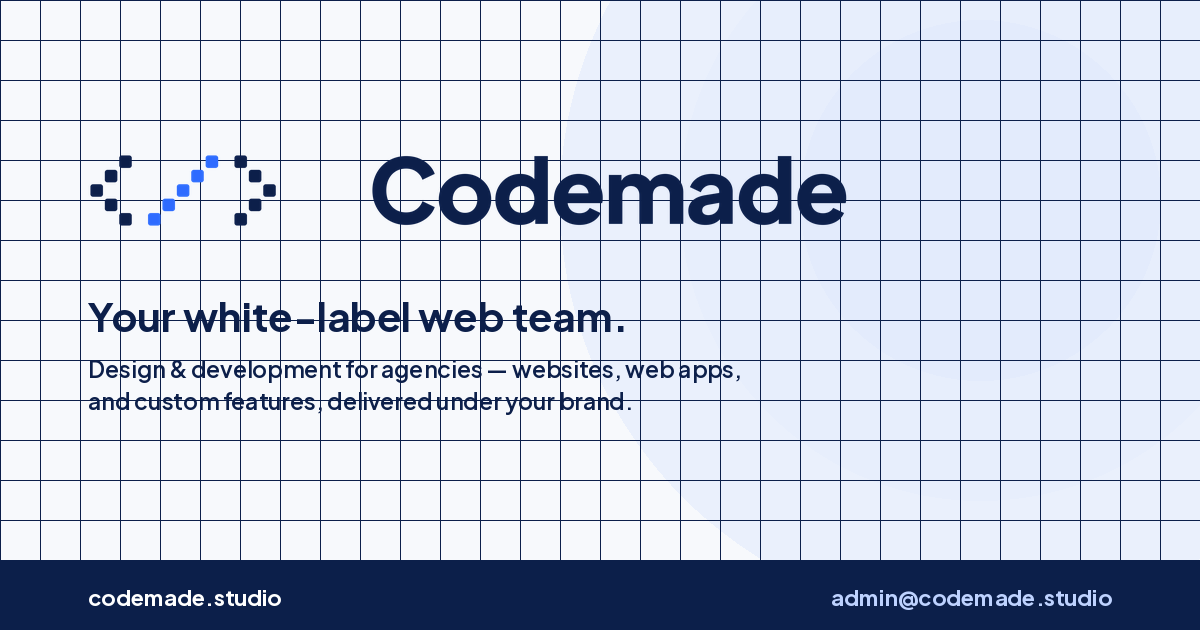 Codemade
Your white-label web team.
Design & development for agencies — websites, web apps,
and custom features, delivered under your brand.
codemade.studio
admin@codemade.studio